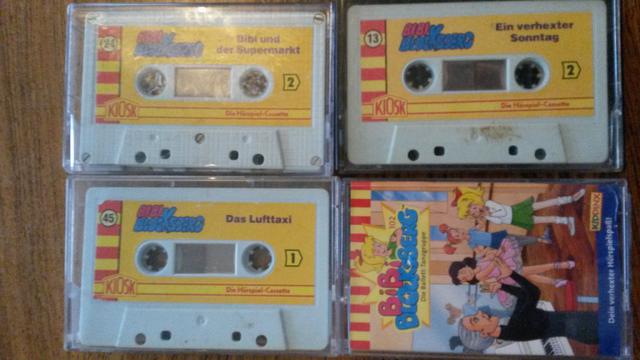 24
BIBI
BLOCKSBERG
Bibi und
der Supermarkt
2
KIOSK
Die Hörspiel-Cassette
13
BIBI
BLOCKSBERG
Ein verhexter
Sonntag
2
KIOSK
Die Hörspiel-Cassette
45
BIBI
BLOCKSBERG
Das Lufttaxi
1
KIOSK
Die Hörspiel-Cassette
102
BIBI
BLOCKSBERG
Die Ballett-Tanzgruppe
KIDDINX
Dein verhexter Hörspielspaß!